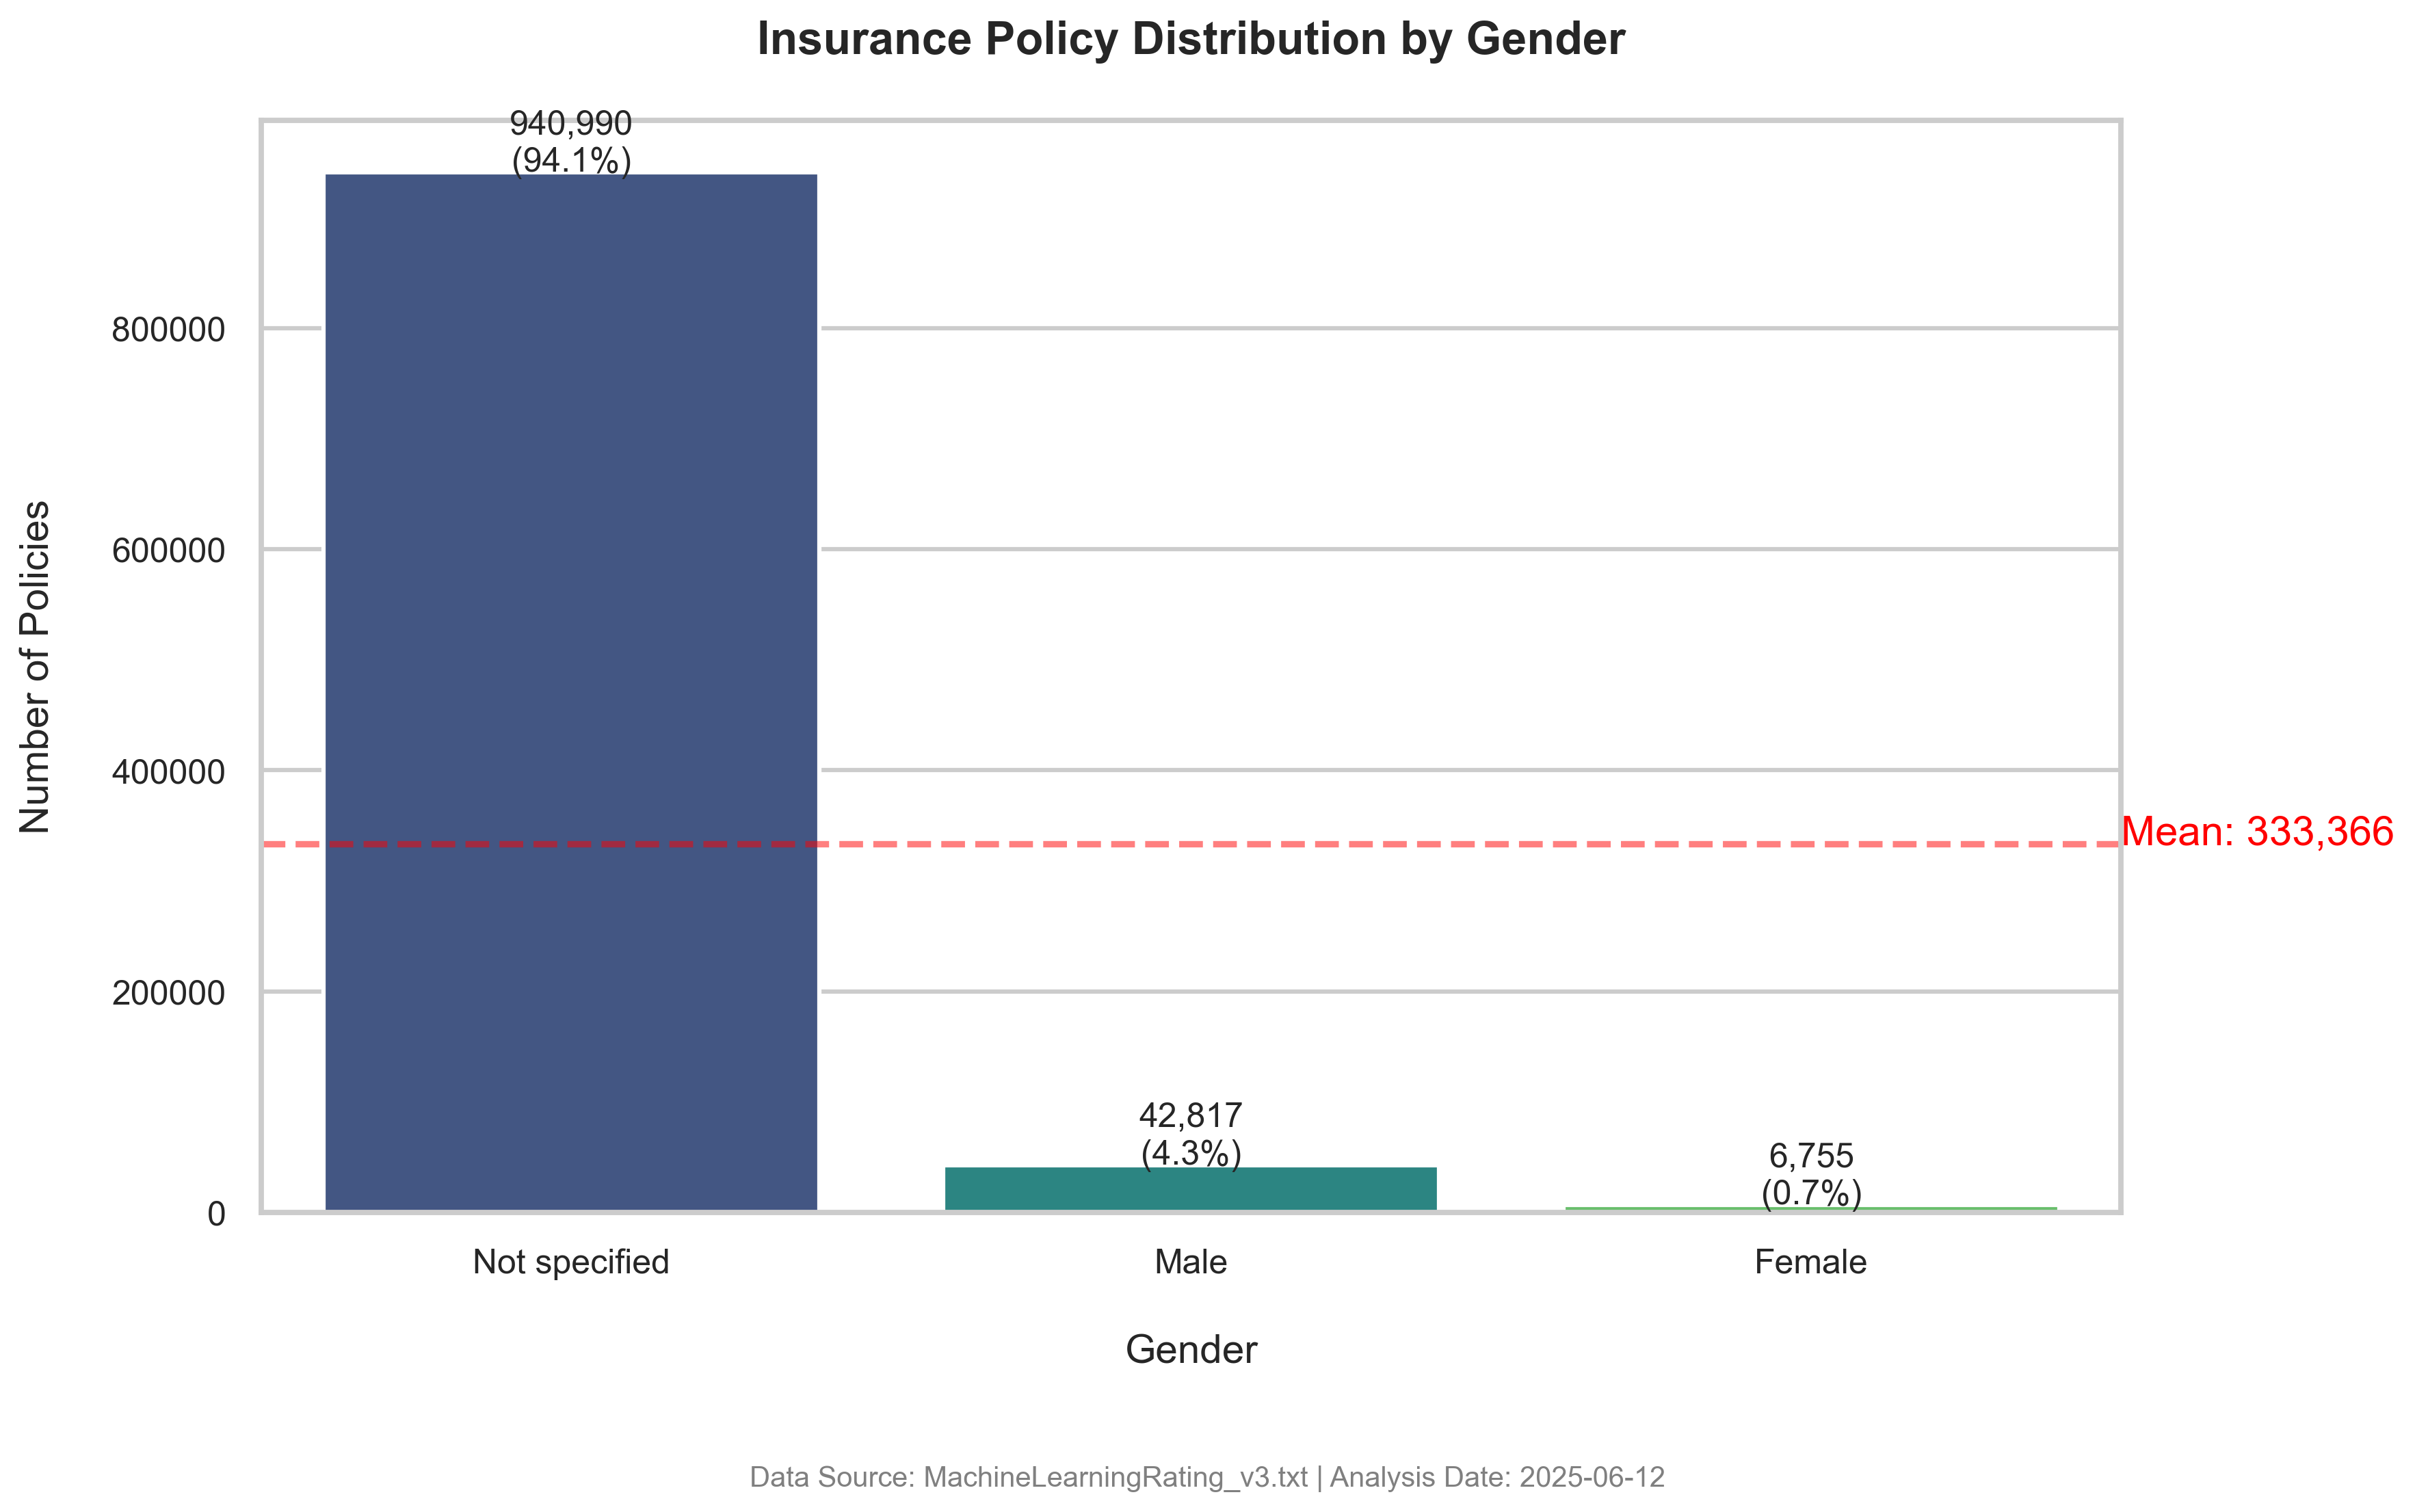 Insurance Policy Distribution by Gender
940,990
(94.1%)
800000
600000
Number of Policies
400000
Mean: 333,366
200000
42,817
(4.3%)
6,755
(0.7%)
0
Not specified
Male
Female
Gender
Data Source: MachineLearningRating_v3.txt | Analysis Date: 2025-06-12